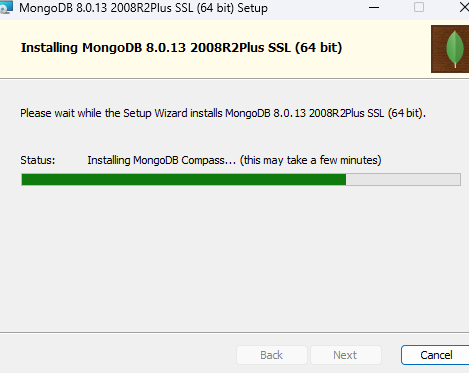 MongoDB 8.0.13 2008R2Plus SSL (64 bit) Setup
Installing MongoDB 8.0.13 2008R2Plus SSL (64 bit)
Please wait while the Setup Wizard installs MongoDB 8.0.13 2008R2Plus SSL (64 bit).
Status: Installing MongoDB Compass... (this may take a few minutes)
Back Next Cancel